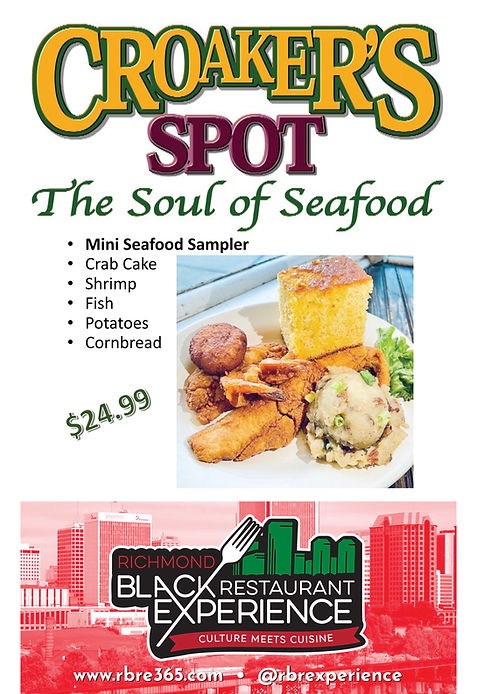 CROAKER'S
SPOT
The Soul of Seafood
• Mini Seafood Sampler
• Crab Cake
• Shrimp
• Fish
• Potatoes
• Cornbread
$24.99
RICHMOND
BLACK RESTAURANT
EXPERIENCE
CULTURE MEETS CUISINE
www.rbre365.com • @rbrexperience